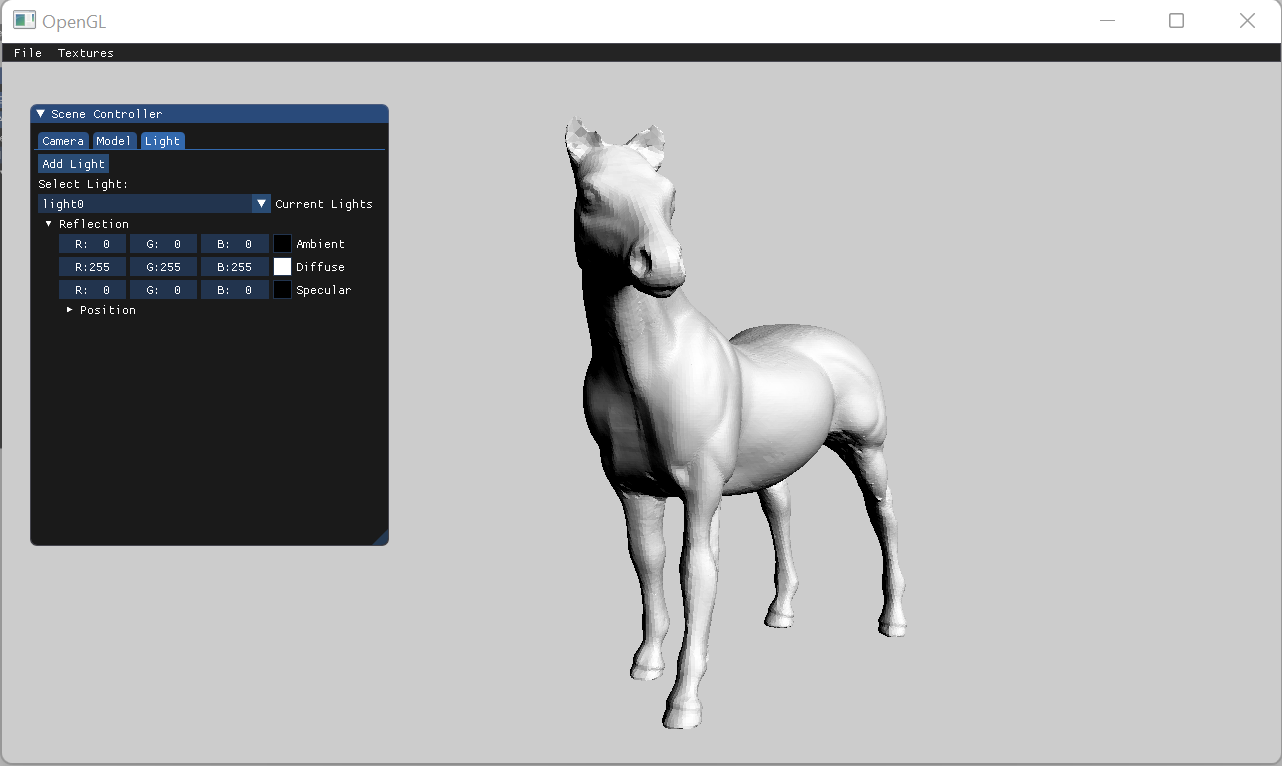 OpenGL
File Textures
Scene Controller
Camera Model Light
Add Light
Select Light:
light0 Current Lights
Reflection
R: 0 G: 0 B: 0 Ambient
R:255 G:255 B:255 Diffuse
R: 0 G: 0 B: 0 Specular
Position